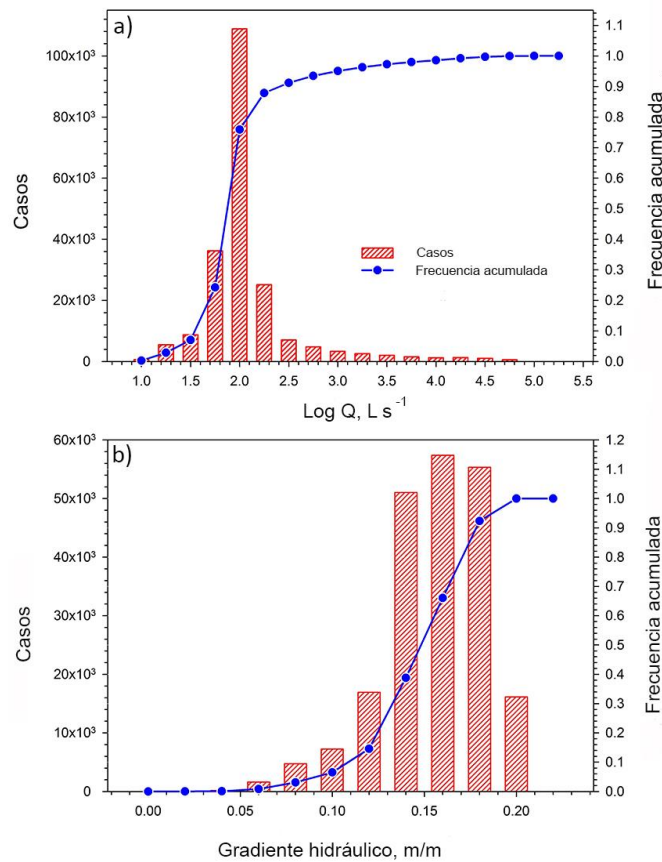 a)
100x10³
80x10³
60x10³
40x10³
20x10³
0
Casos
1.1
1.0
0.9
0.8
0.7
0.6
0.5
0.4
0.3
0.2
0.1
0.0
Frecuencia acumulada
Casos
Frecuencia acumulada
1.0 1.5 2.0 2.5 3.0 3.5 4.0 4.5 5.0 5.5
Log Q, L s⁻¹
b)
60x10³
50x10³
40x10³
30x10³
20x10³
10x10³
0
Casos
1.2
1.1
1.0
0.9
0.8
0.7
0.6
0.5
0.4
0.3
0.2
0.1
0.0
Frecuencia acumulada
0.00 0.05 0.10 0.15 0.20
Gradiente hidráulico, m/m